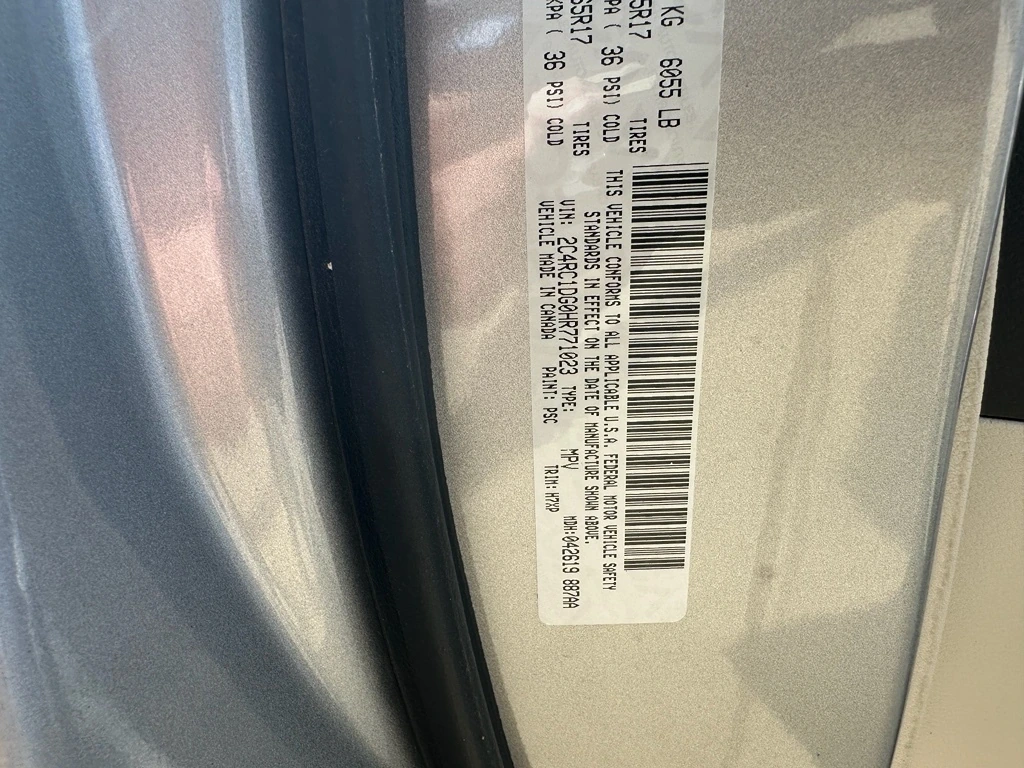 KG 6055 LB
5R17 TIRES
PA ( 36 PSI) COLD
5R17 TIRES
KPA ( 36 PSI) COLD
THIS VEHICLE CONFORMS TO ALL APPLICABLE U.S.A. FEDERAL MOTOR VEHICLE SAFETY
STANDARDS IN EFFECT ON THE DATE OF MANUFACTURE SHOWN ABOVE.
VIN: 2C4RC1DG0HR771023 TYPE: MPV MDH:042619 887AA
VEHICLE MADE IN CANADA PAINT: PSC TRIM: H7XP